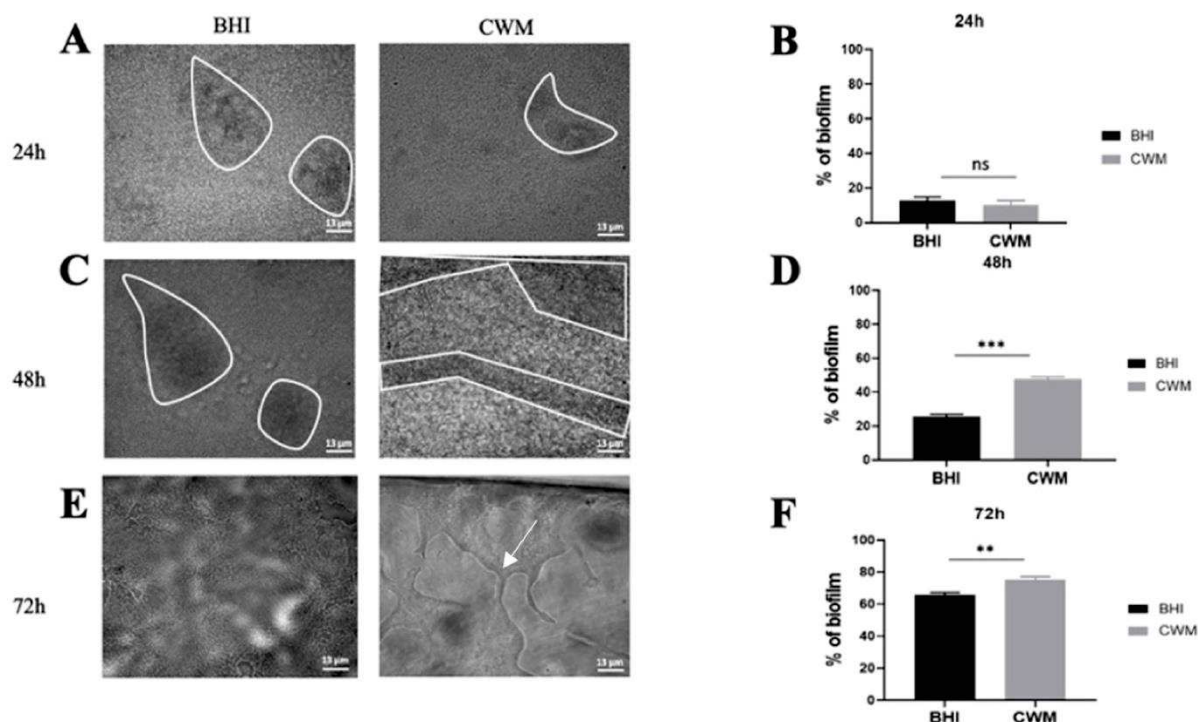 BHI
CWM
A
24h
13 µm
13 µm
B
24h
% of biofilm
100
80
60
40
20
0
ns
BHI
CWM
BHI
CWM
C
48h
13 µm
13 µm
D
48h
% of biofilm
100
80
60
40
20
0
***
BHI
CWM
BHI
CWM
E
72h
13 µm
13 µm
F
72h
% of biofilm
100
80
60
40
20
0
**
BHI
CWM
BHI
CWM